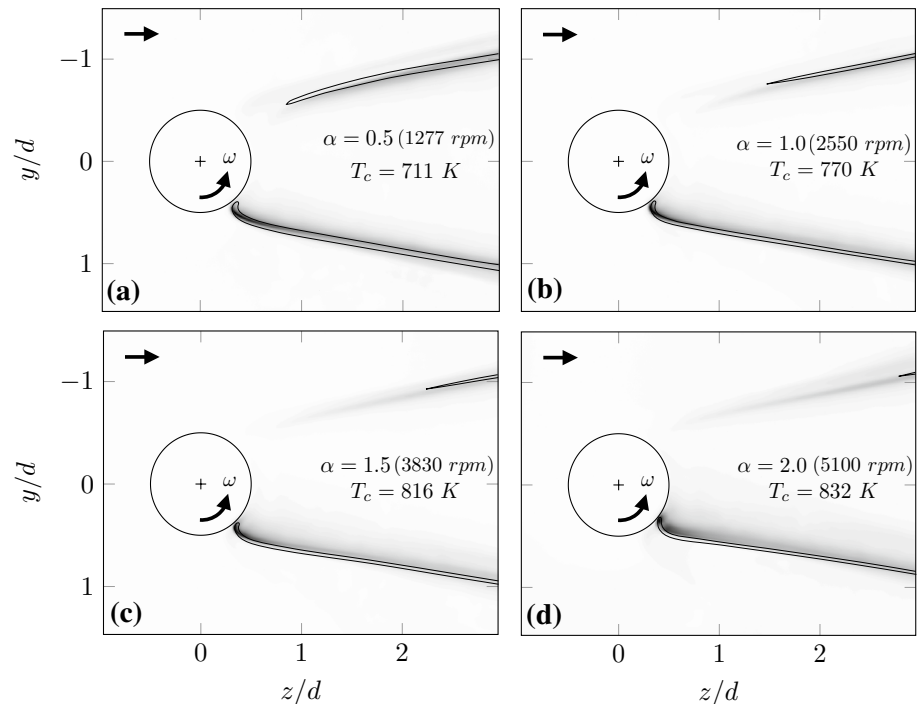 −1
0
1
y/d
ω
α = 0.5 (1277 rpm)
T_c = 711 K
(a)
ω
α = 1.0 (2550 rpm)
T_c = 770 K
(b)
−1
0
1
y/d
ω
α = 1.5 (3830 rpm)
T_c = 816 K
(c)
ω
α = 2.0 (5100 rpm)
T_c = 832 K
(d)
0 1 2
z/d
0 1 2
z/d